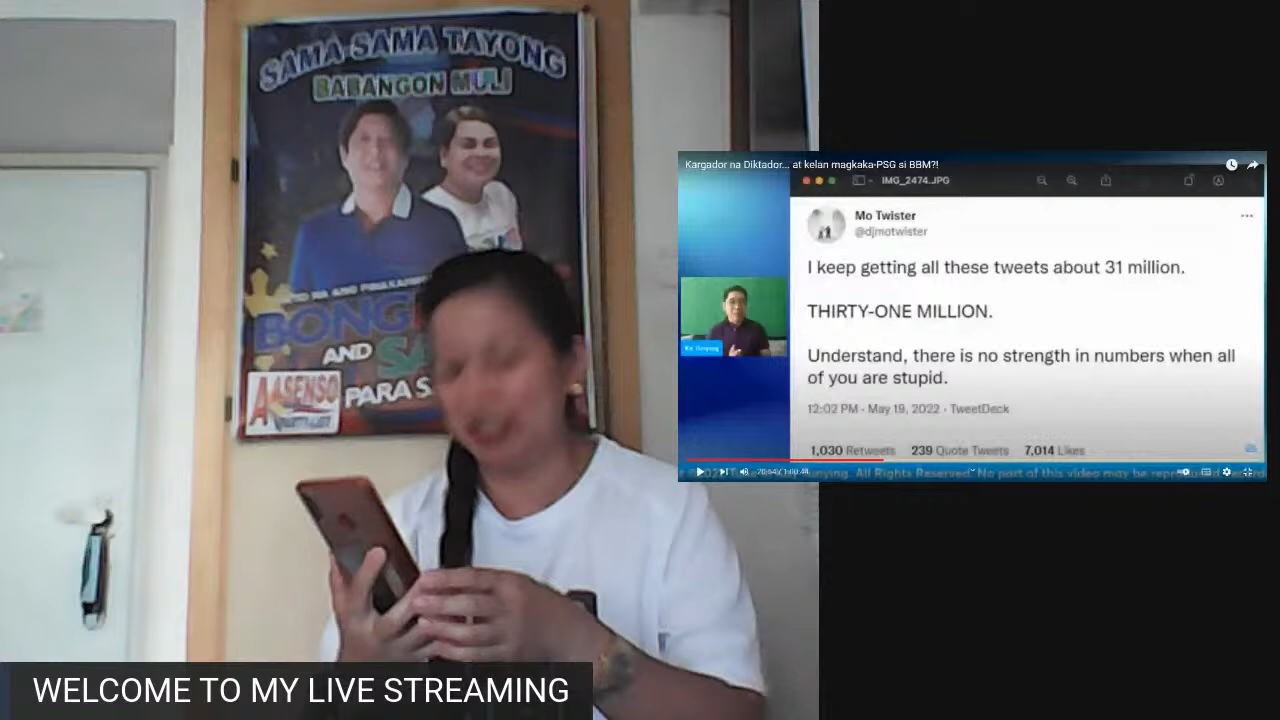 SAMA-SAMA TAYONG
BABANGON MULI
BONG
AND SA
ASENSO
PARA S
Kargador na Diktador... at kelan magkaka-PSG si BBM?!
IMG_2474.JPG
Mo Twister
@djmotwister
I keep getting all these tweets about 31 million.
THIRTY-ONE MILLION.
Understand, there is no strength in numbers when all
of you are stupid.
12:02 PM · May 19, 2022 · TweetDeck
1,030 Retweets 239 Quote Tweets 7,014 Likes
All Rights Reserved. No part of this video may be
WELCOME TO MY LIVE STREAMING